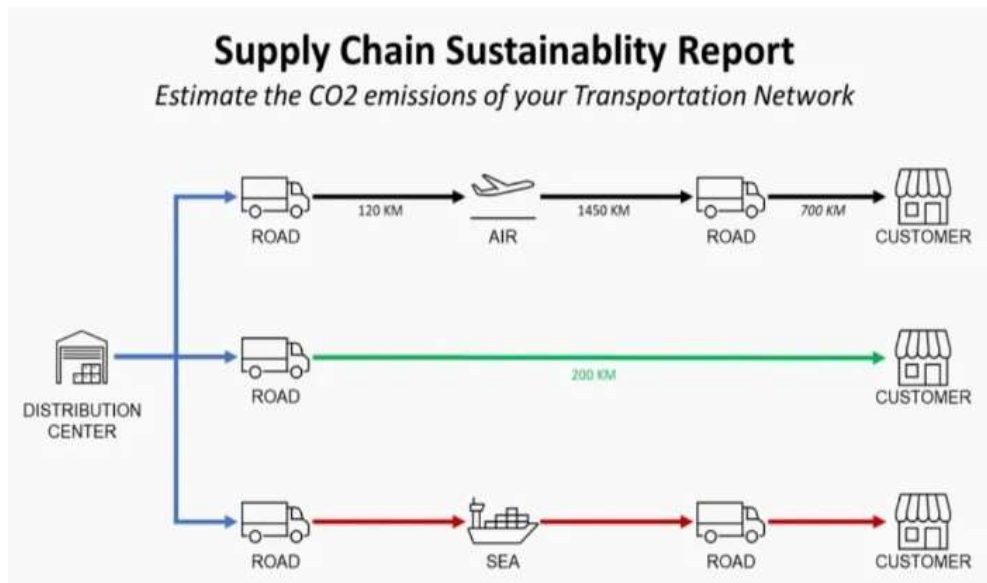 Supply Chain Sustainablity Report
Estimate the CO2 emissions of your Transportation Network
120 KM
1450 KM
700 KM
ROAD
AIR
ROAD
CUSTOMER
200 KM
ROAD
CUSTOMER
DISTRIBUTION
CENTER
ROAD
SEA
ROAD
CUSTOMER